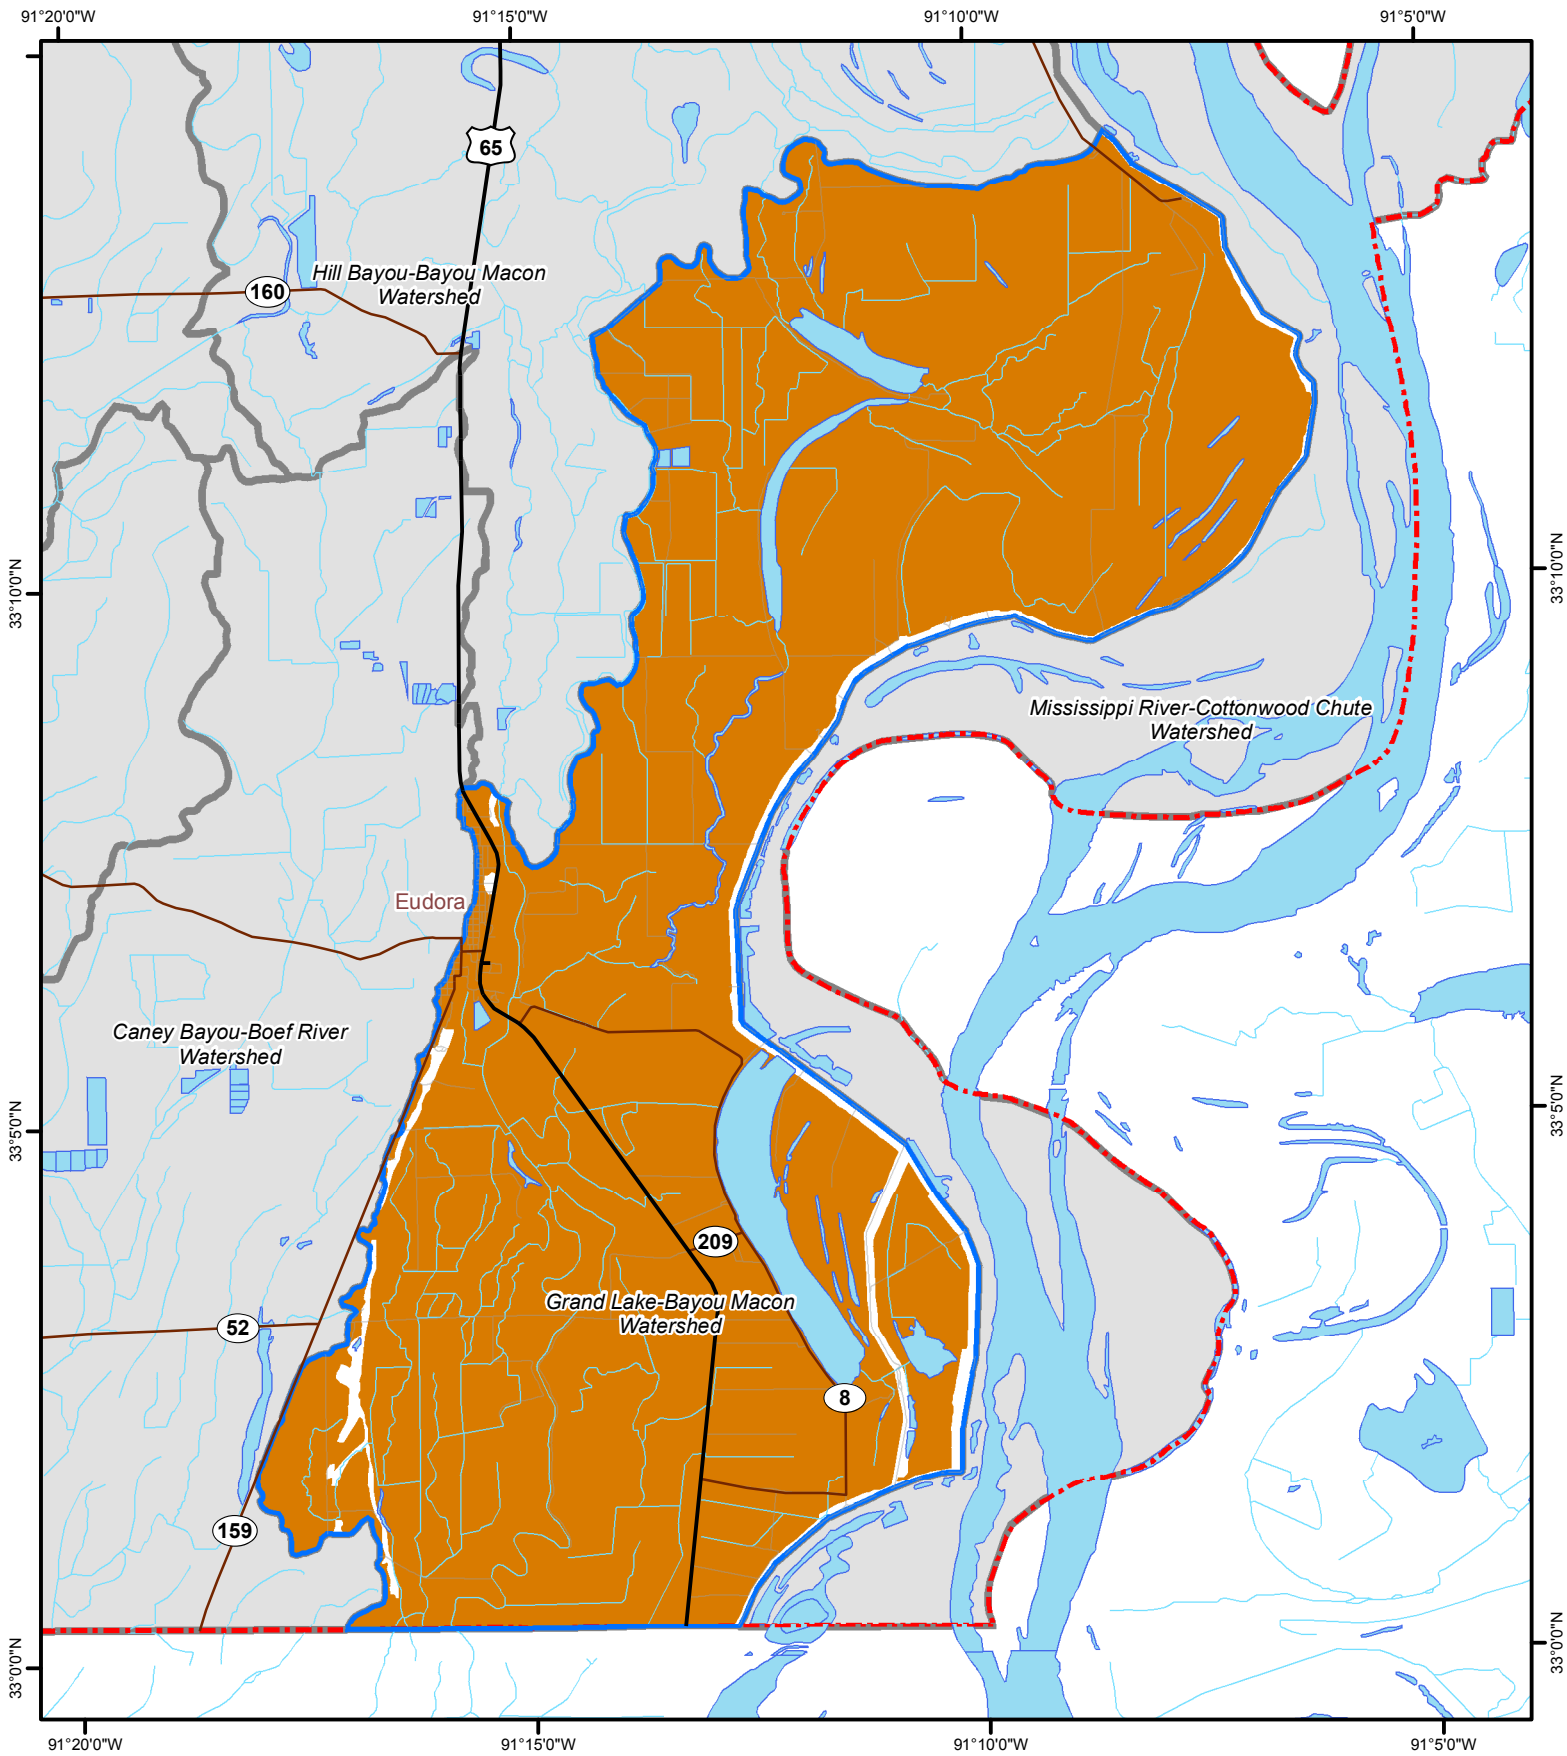 91°20'0"W
91°15'0"W
91°10'0"W
91°5'0"W
65
Hill Bayou-Bayou Macon
Watershed
160
33°10'0"N
33°10'0"N
Mississippi River-Cottonwood Chute
Watershed
Eudora
Caney Bayou-Boef River
Watershed
33°5'0"N
33°5'0"N
209
Grand Lake-Bayou Macon
Watershed
52
8
159
33°0'0"N
33°0'0"N
91°20'0"W
91°15'0"W
91°10'0"W
91°5'0"W